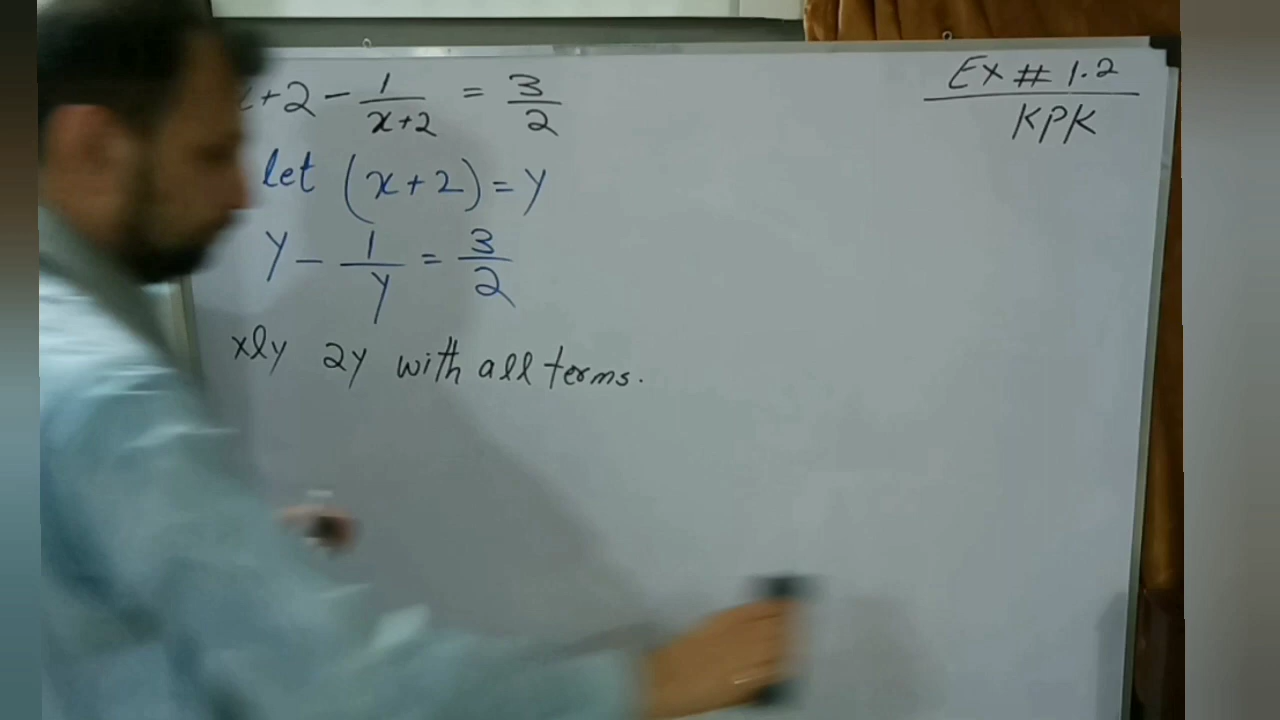 x+2 - 1/(x+2) = 3/2
Ex # 1.2
KPK
let (x+2) = y
y - 1/y = 3/2
xly 2y with all terms.